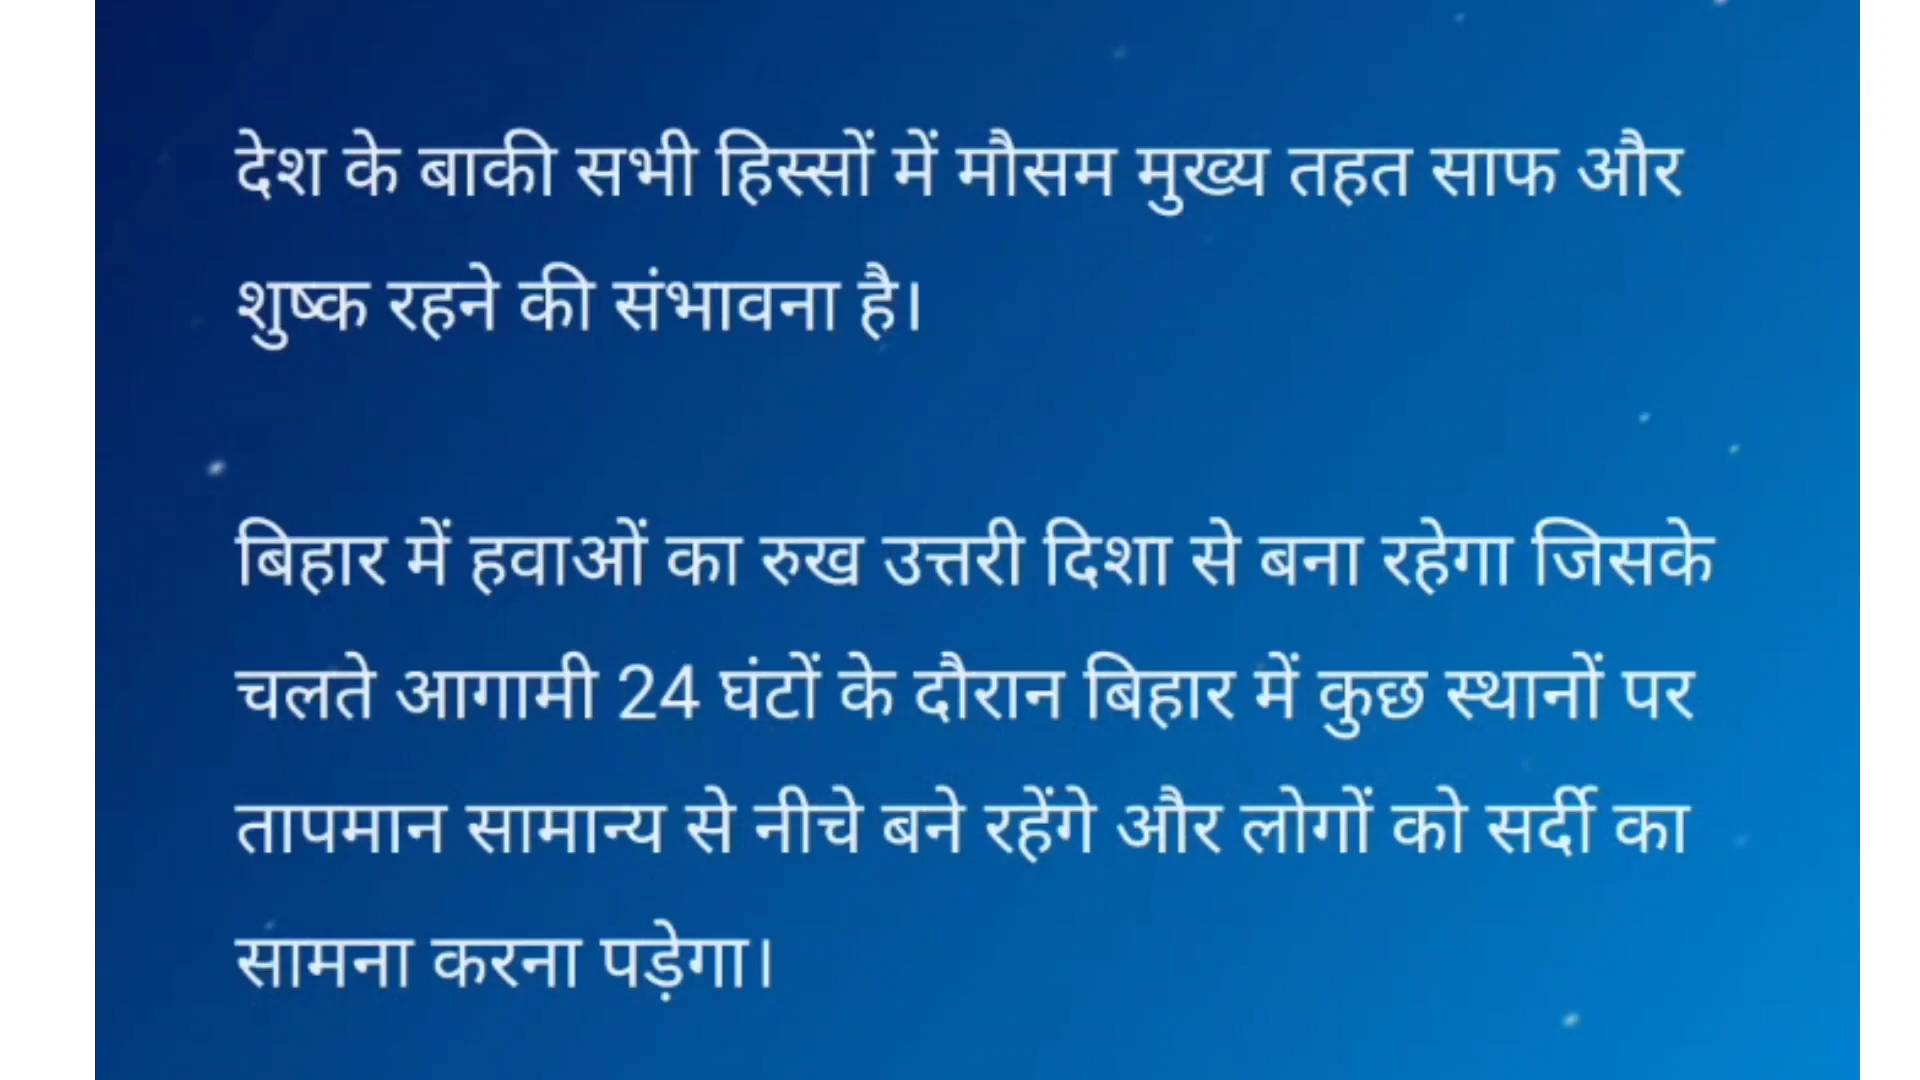 देश के बाकी सभी हिस्सों में मौसम मुख्य तहत साफ और
शुष्क रहने की संभावना है।
बिहार में हवाओं का रुख उत्तरी दिशा से बना रहेगा जिसके
चलते आगामी 24 घंटों के दौरान बिहार में कुछ स्थानों पर
तापमान सामान्य से नीचे बने रहेंगे और लोगों को सर्दी का
सामना करना पड़ेगा।